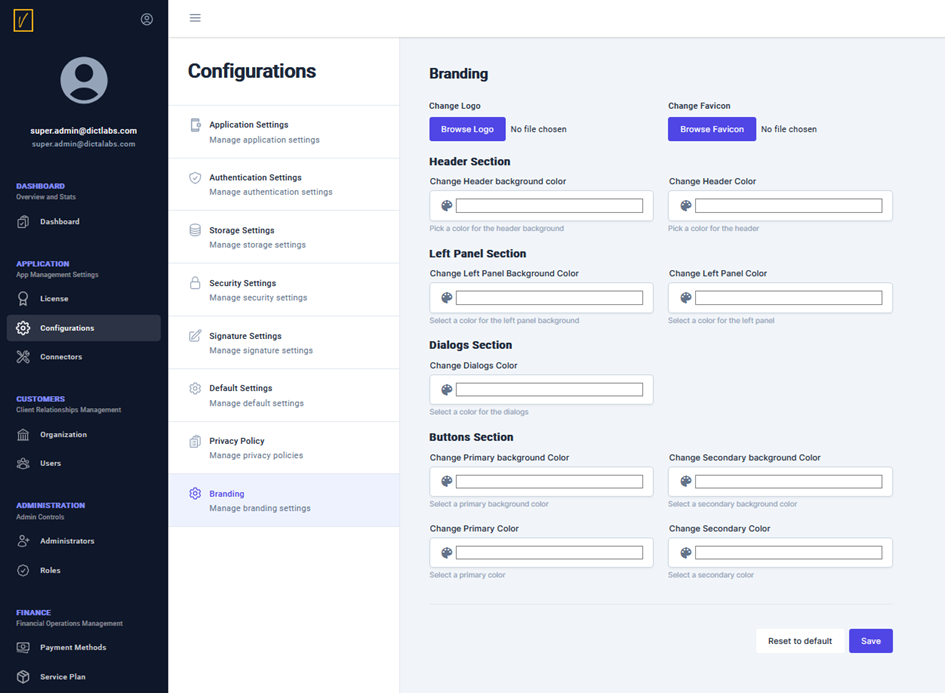 super.admin@dictlabs.com
super.admin@dictalabs.com
DASHBOARD
Overview and Stats
Dashboard
APPLICATION
App Management Settings
License
Configurations
Connectors
CUSTOMERS
Client Relationships Management
Organization
Users
ADMINISTRATION
Admin Controls
Administrators
Roles
FINANCE
Financial Operations Management
Payment Methods
Service Plan
Configurations
Application Settings
Manage application settings
Authentication Settings
Manage authentication settings
Storage Settings
Manage storage settings
Security Settings
Manage security settings
Signature Settings
Manage signature settings
Default Settings
Manage default settings
Privacy Policy
Manage privacy policies
Branding
Manage branding settings
Branding
Change Logo
Change Favicon
Browse Logo No file chosen
Browse Favicon No file chosen
Header Section
Change Header background color
Change Header Color
Pick a color for the header background
Pick a color for the header
Left Panel Section
Change Left Panel Background Color
Change Left Panel Color
Select a color for the left panel background
Select a color for the left panel
Dialogs Section
Change Dialogs Color
Select a color for the dialogs
Buttons Section
Change Primary background Color
Change Secondary background Color
Select a primary background color
Select a secondary background color
Change Primary Color
Change Secondary Color
Select a primary color
Select a secondary color
Reset to default
Save